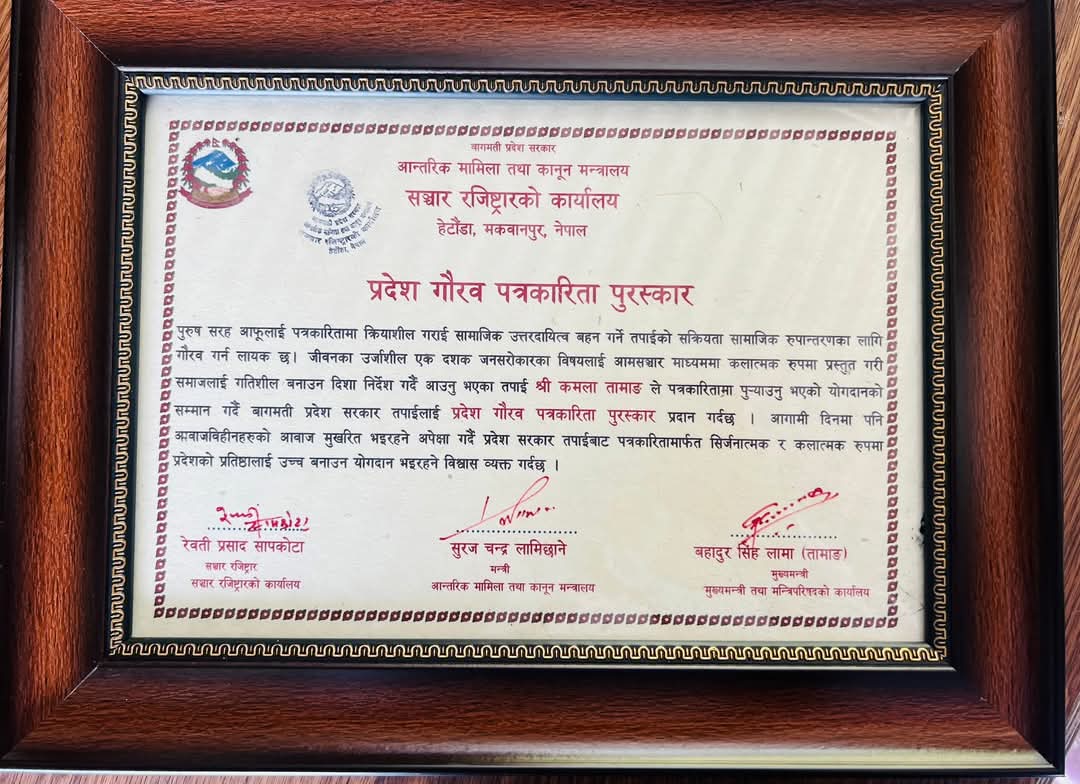 वागमती प्रदेश सरकार
आन्तरिक मामिला तथा कानून मन्त्रालय
सञ्चार रजिष्ट्रारको कार्यालय
हेटौंडा, मकवानपुर, नेपाल
प्रदेश गौरव पत्रकारिता पुरस्कार
पुरुष सरह आफूलाई पत्रकारितामा क्रियाशील गराई सामाजिक उत्तरदायित्व बहन गर्ने तपाईको सक्रियता सामाजिक रुपान्तरणका लागि
गौरव गर्न लायक छ। जीवनका उर्जाशील एक दशक जनसरोकारका विषयलाई आमसञ्चार माध्यममा कलात्मक रुपमा प्रस्तुत गरी
समाजलाई गतिशील बनाउन दिशा निर्देश गर्दै आउनु भएका तपाई श्री कमला तामाङ ले पत्रकारितामा पुऱ्याउनु भएको योगदानको
सम्मान गर्दै बागमती प्रदेश सरकार तपाईलाई प्रदेश गौरव पत्रकारिता पुरस्कार प्रदान गर्दछ । आगामी दिनमा पनि
आवाजविहीनहरुको आवाज मुखरित भइरहने अपेक्षा गर्दै प्रदेश सरकार तपाईबाट पत्रकारितामार्फत सिर्जनात्मक र कलात्मक रुपमा
प्रदेशको प्रतिष्ठालाई उच्च बनाउन योगदान भइरहने विश्वास व्यक्त गर्दछ ।
रेवती प्रसाद सापकोटा
सञ्चार रजिष्ट्रार
सञ्चार रजिष्ट्रारको कार्यालय
सुरज चन्द्र लामिछाने
मन्त्री
आन्तरिक मामिला तथा कानून मन्त्रालय
बहादुर सिंह लामा (तामाङ)
मुख्यमन्त्री
मुख्यमन्त्री तथा मन्त्रिपरिषदको कार्यालय